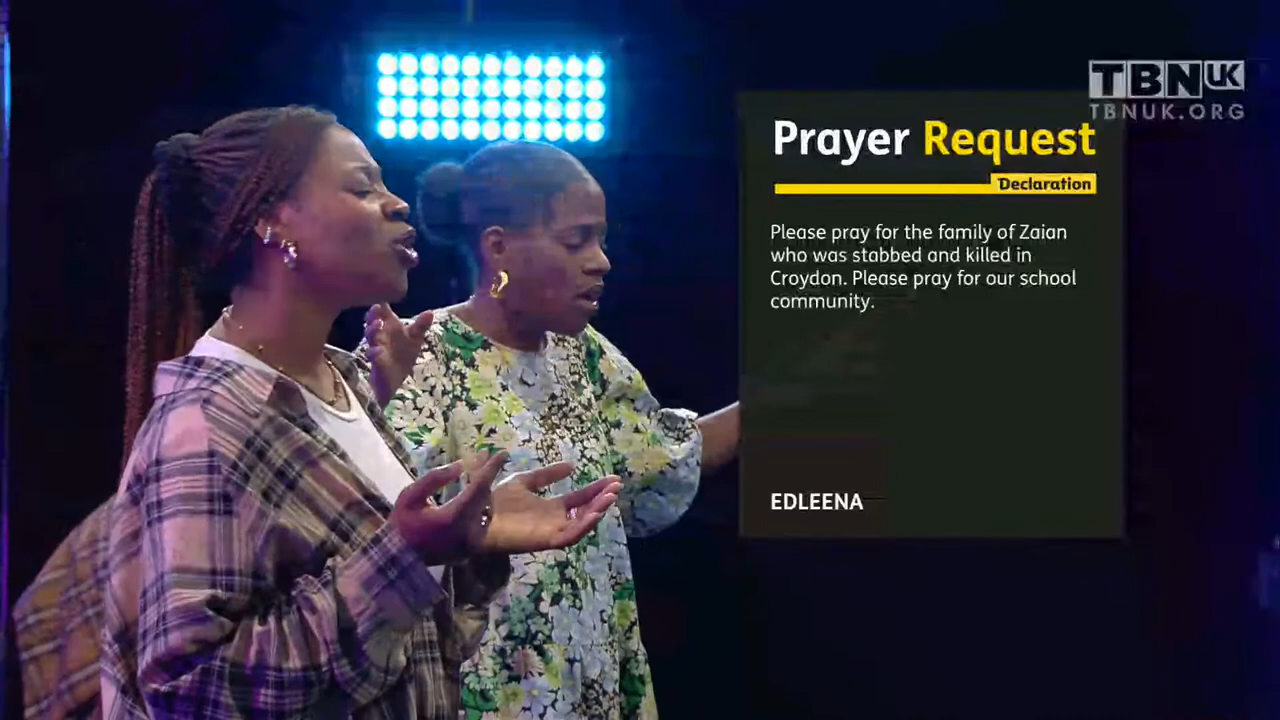 TBN UK
TBNUK.ORG
Prayer Request
Declaration
Please pray for the family of Zaian
who was stabbed and killed in
Croydon. Please pray for our school
community.
EDLEENA